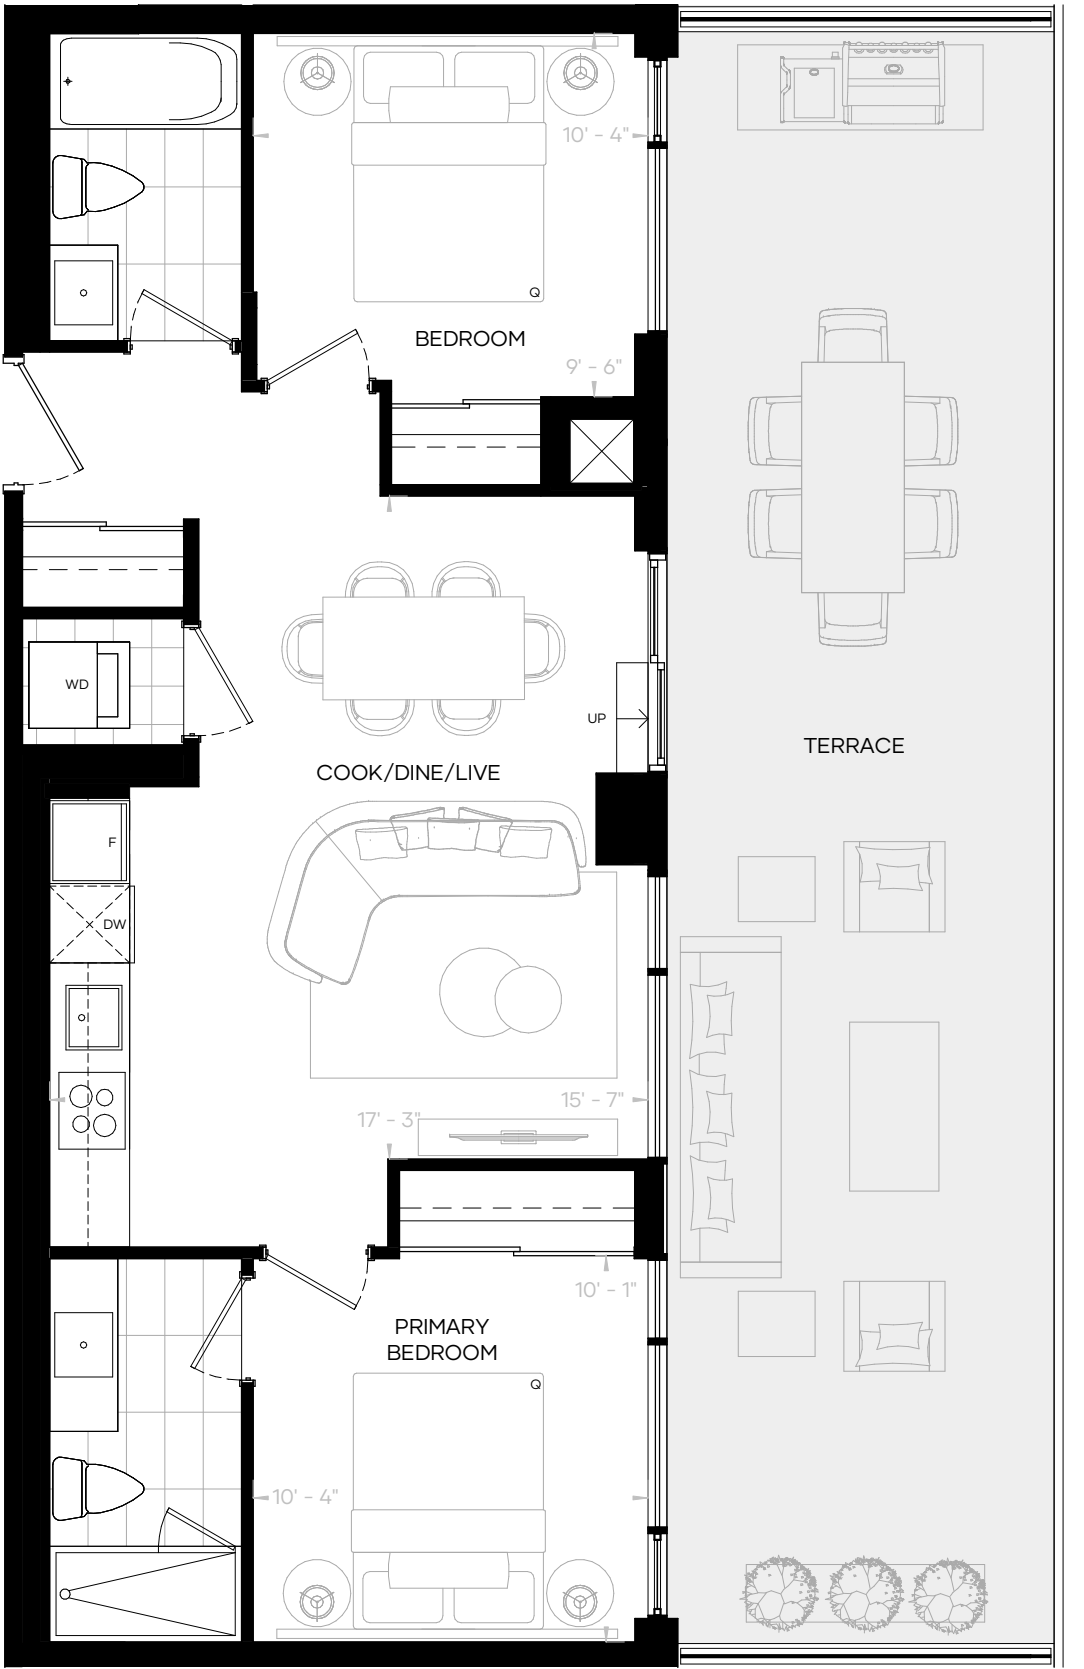 10' - 4"
Q
BEDROOM
9' - 6"
WD
UP
TERRACE
COOK/DINE/LIVE
F
DW
15' - 7"
17' - 3"
10' - 1"
PRIMARY
BEDROOM
Q
10' - 4"